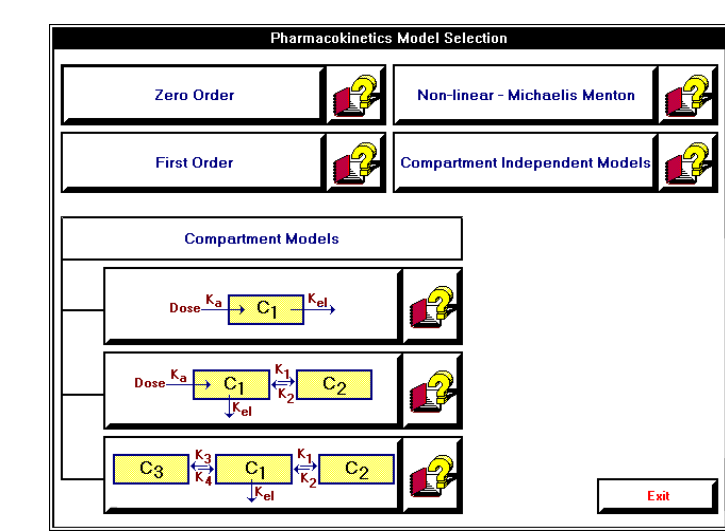 Pharmacokinetics Model Selection
Zero Order
Non-linear - Michaelis Menton
First Order
Compartment Independent Models
Compartment Models
Dose Ka C1 Kel
Dose Ka C1 K1 K2 C2
Kel
C3 K3 K4 C1 K1 K2 C2
Kel
Exit